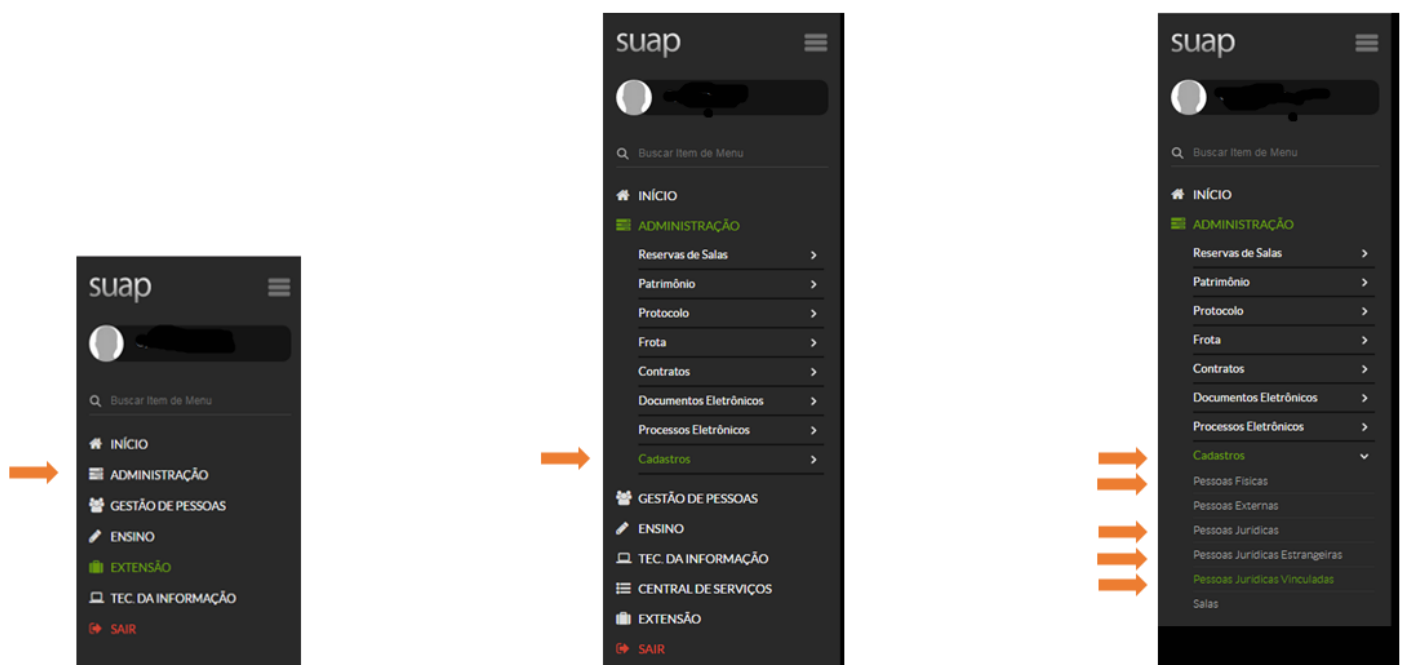 suap
Buscar Item de Menu
INÍCIO
ADMINISTRAÇÃO
GESTÃO DE PESSOAS
ENSINO
EXTENSÃO
TEC. DA INFORMAÇÃO
SAIR
suap
Buscar Item de Menu
INÍCIO
ADMINISTRAÇÃO
Reservas de Salas
Patrimônio
Protocolo
Frota
Contratos
Documentos Eletrônicos
Processos Eletrônicos
Cadastros
GESTÃO DE PESSOAS
ENSINO
TEC. DA INFORMAÇÃO
CENTRAL DE SERVIÇOS
EXTENSÃO
SAIR
suap
Buscar Item de Menu
INÍCIO
ADMINISTRAÇÃO
Reservas de Salas
Patrimônio
Protocolo
Frota
Contratos
Documentos Eletrônicos
Processos Eletrônicos
Cadastros
Pessoas Físicas
Pessoas Externas
Pessoas Jurídicas
Pessoas Jurídicas Estrangeiras
Pessoas Jurídicas Vinculadas
Salas